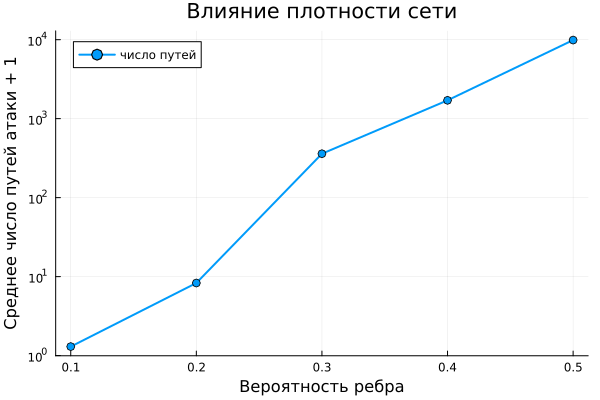 Влияние плотности сети
число путей
Среднее число путей атаки + 1
10^4
10^3
10^2
10^1
10^0
0.1 0.2 0.3 0.4 0.5
Вероятность ребра